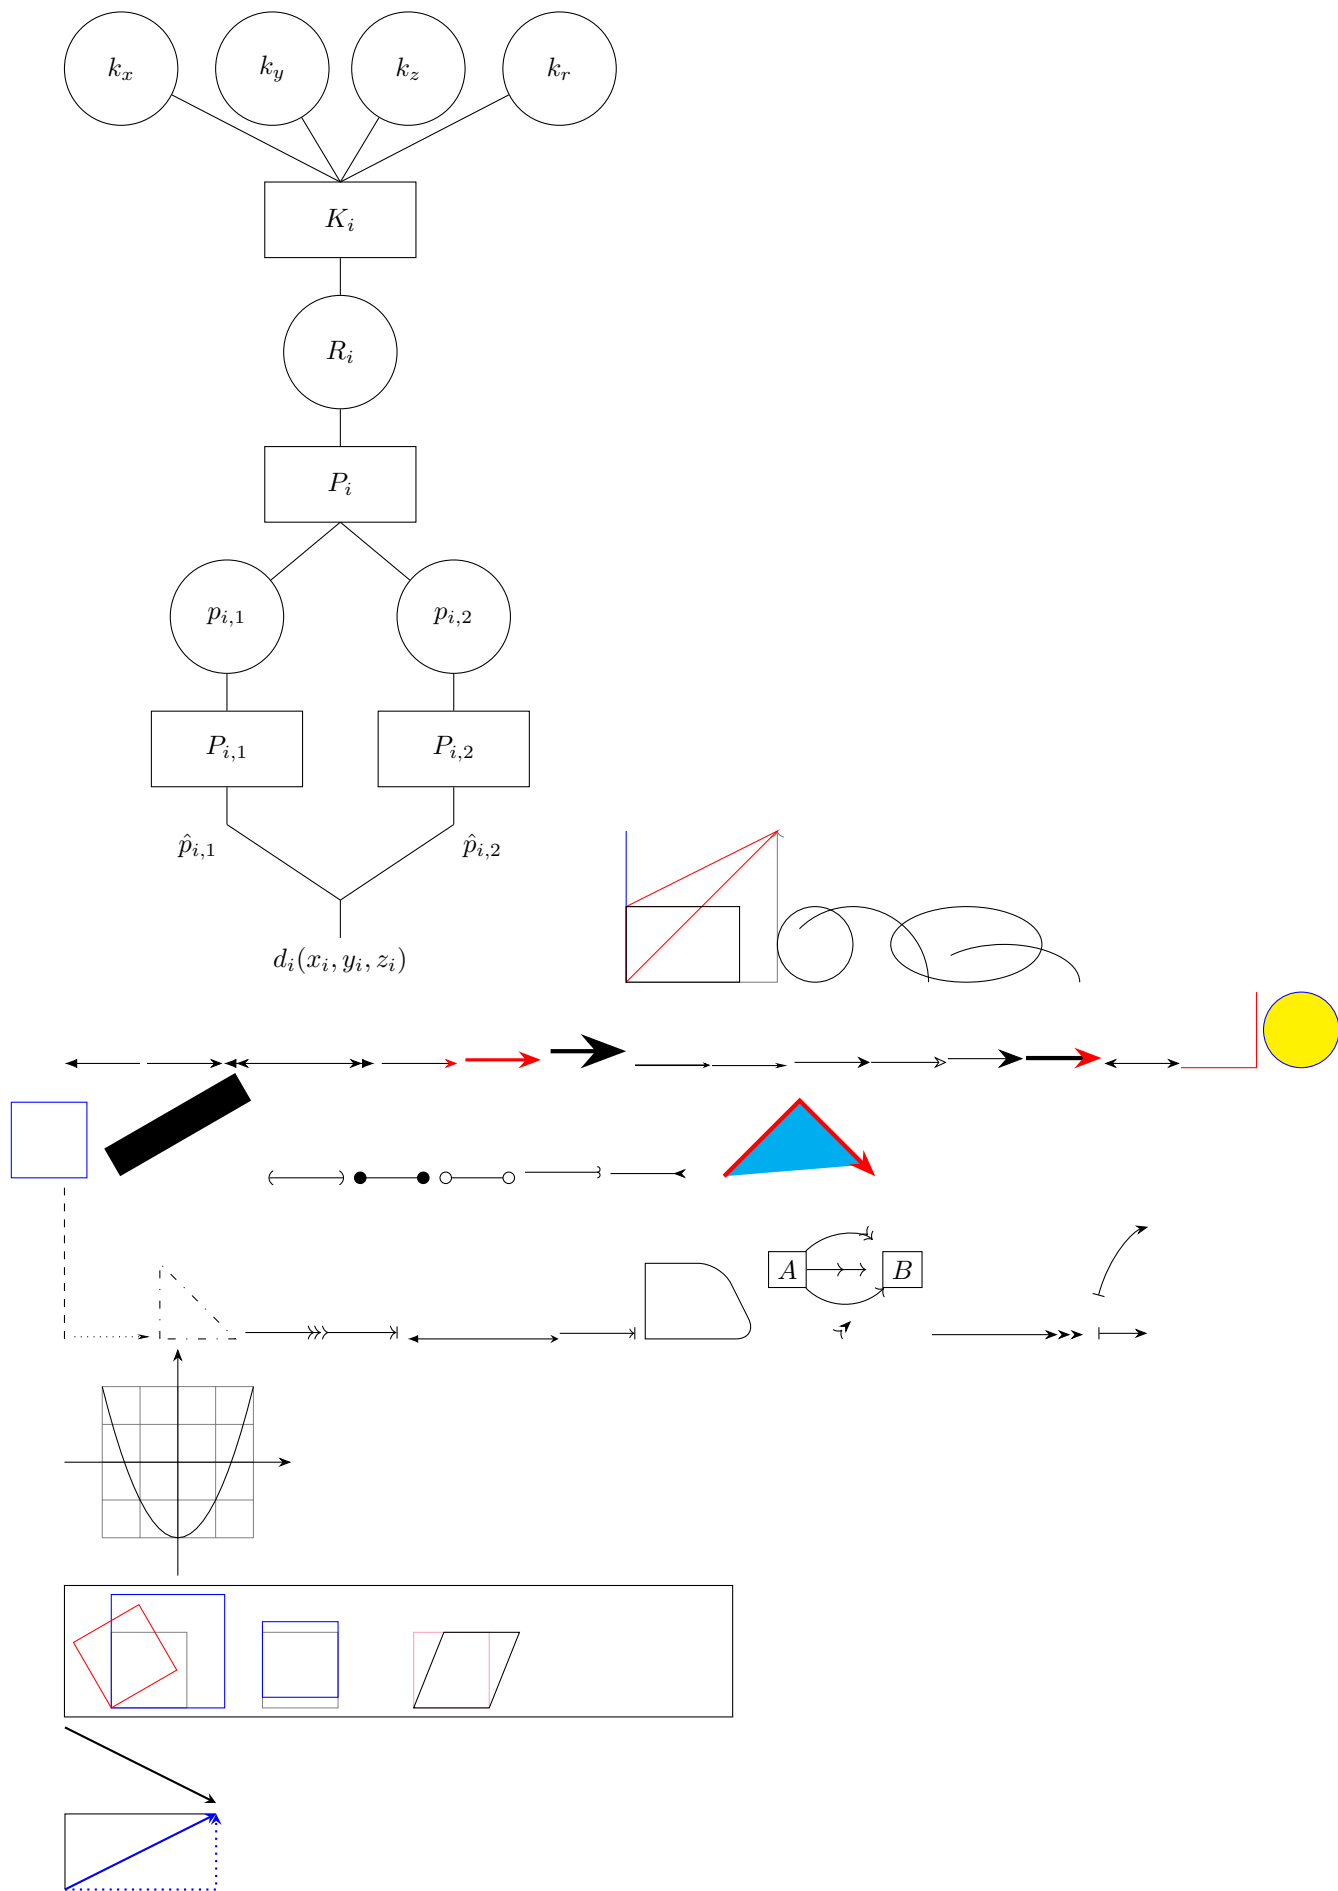 k_x k_y k_z k_r
K_i
R_i
P_i
p_{i,1} p_{i,2}
P_{i,1} P_{i,2}
p̂_{i,1} p̂_{i,2}
d_i(x_i, y_i, z_i)
A B